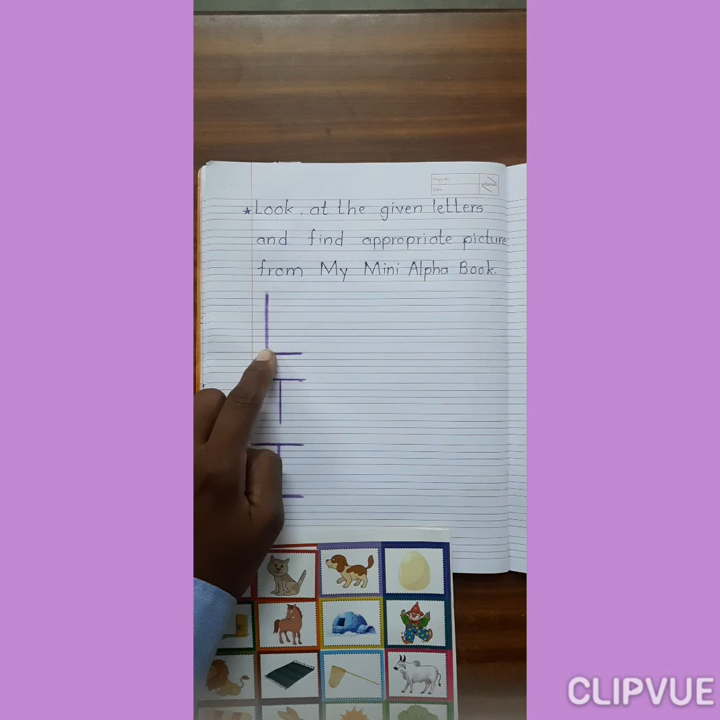 ★ Look at the given letters
and find appropriate picture
from My Mini Alpha Book.
L
T
I
CLIPVUE